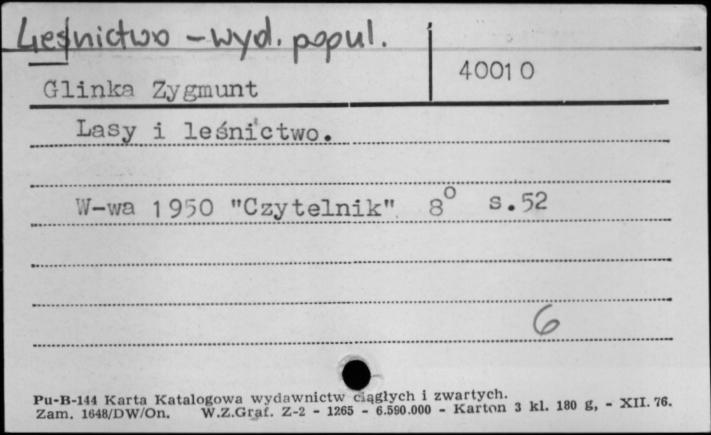 Leśnictwo - wyd. popul.
Glinka Zygmunt
40010
Lasy i leśnictwo.
W-wa 1950 "Czytelnik" 8° s.52
6
Pu-B-144 Karta Katalogowa wydawnictw ciągłych i zwartych.
Zam. 1648/DW/On. W.Z.Graf. Z-2 - 1265 - 6.590.000 - Karton 3 kl. 180 g, - XII. 76.